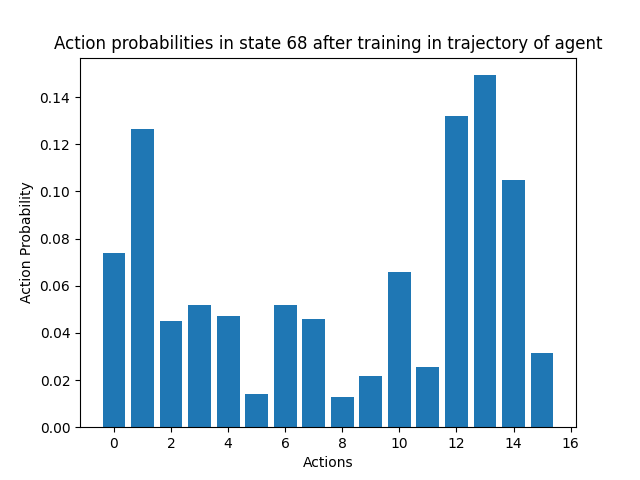 Action probabilities in state 68 after training in trajectory of agent
0.14
0.12
0.10
0.08
0.06
0.04
0.02
0.00
Action Probability
0 2 4 6 8 10 12 14 16
Actions